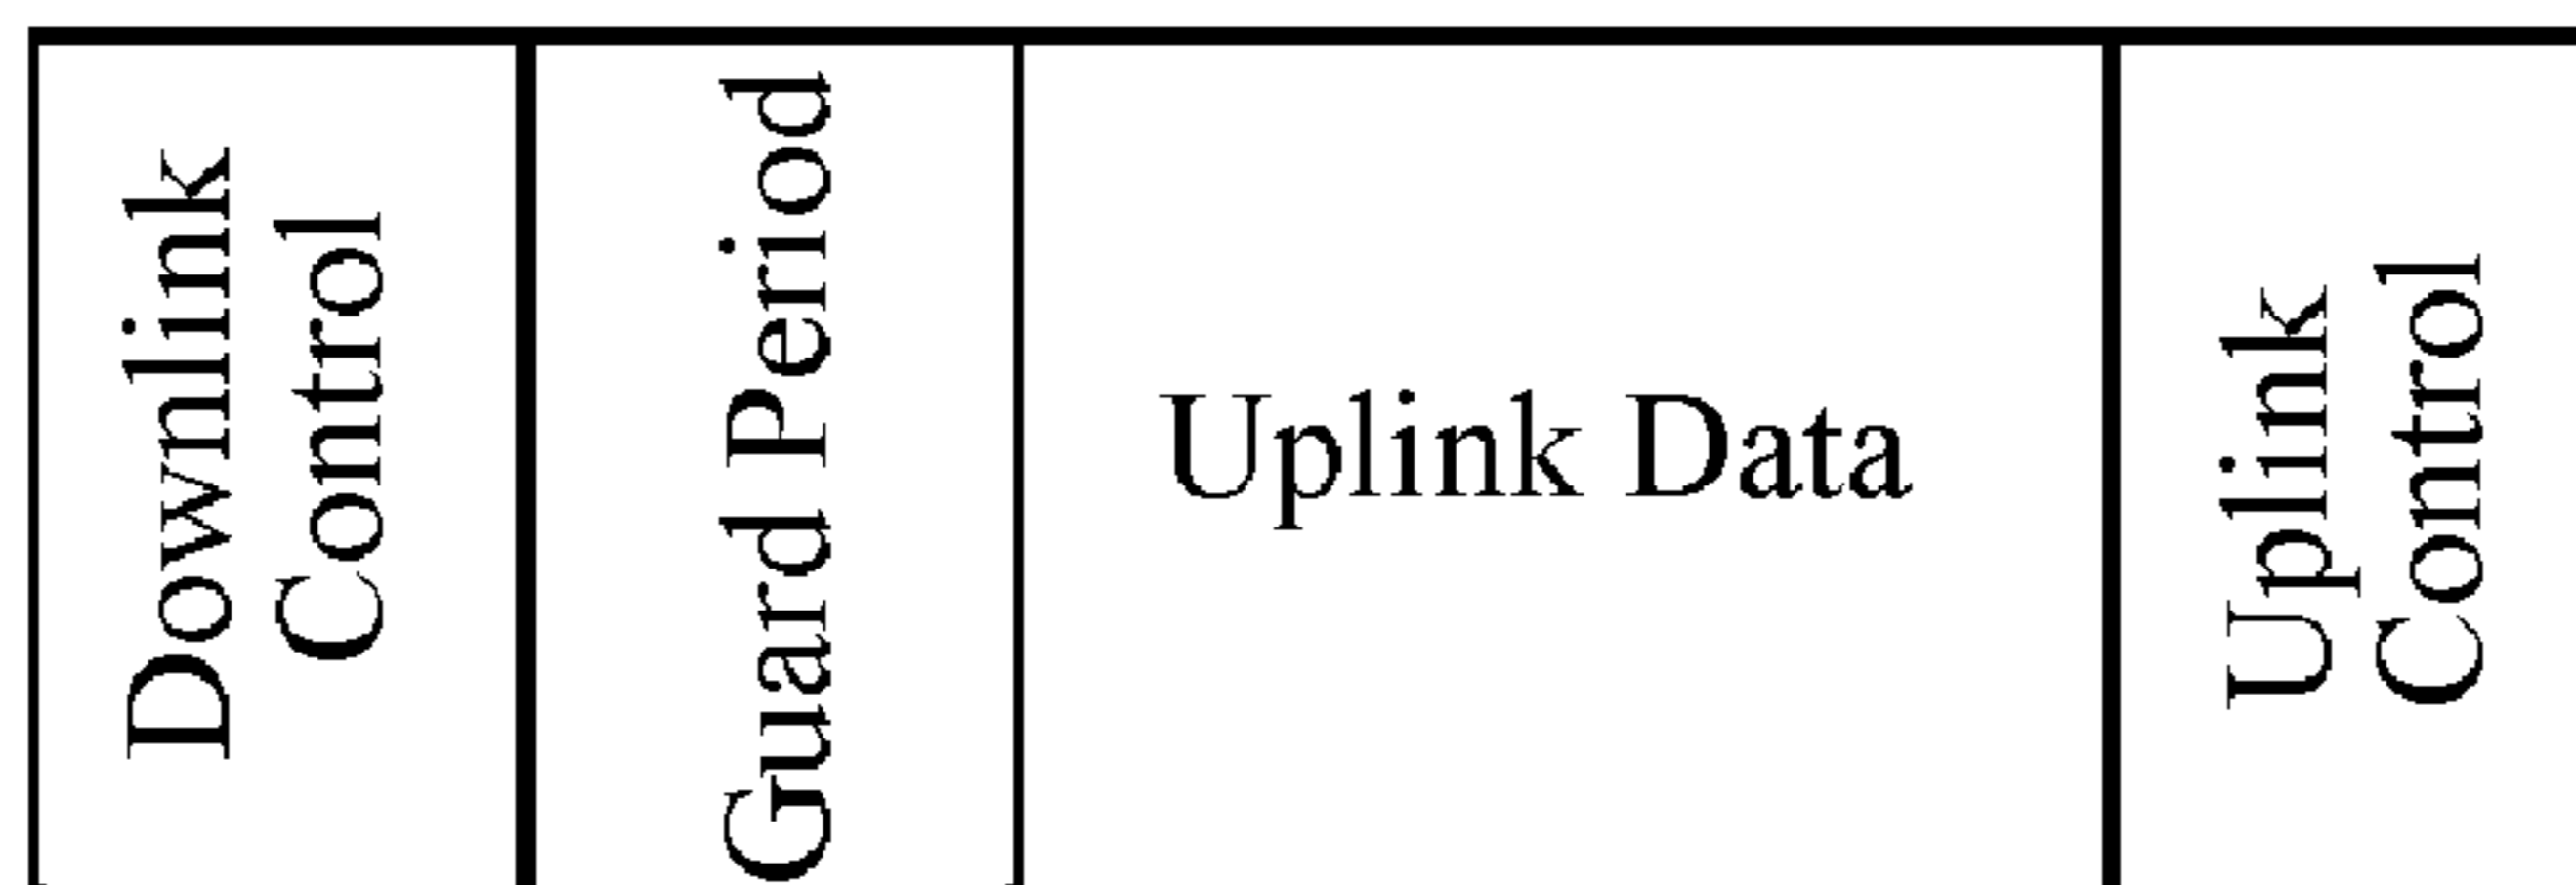 Downlink
Control
Guard Period
Uplink Data
Uplink
Control